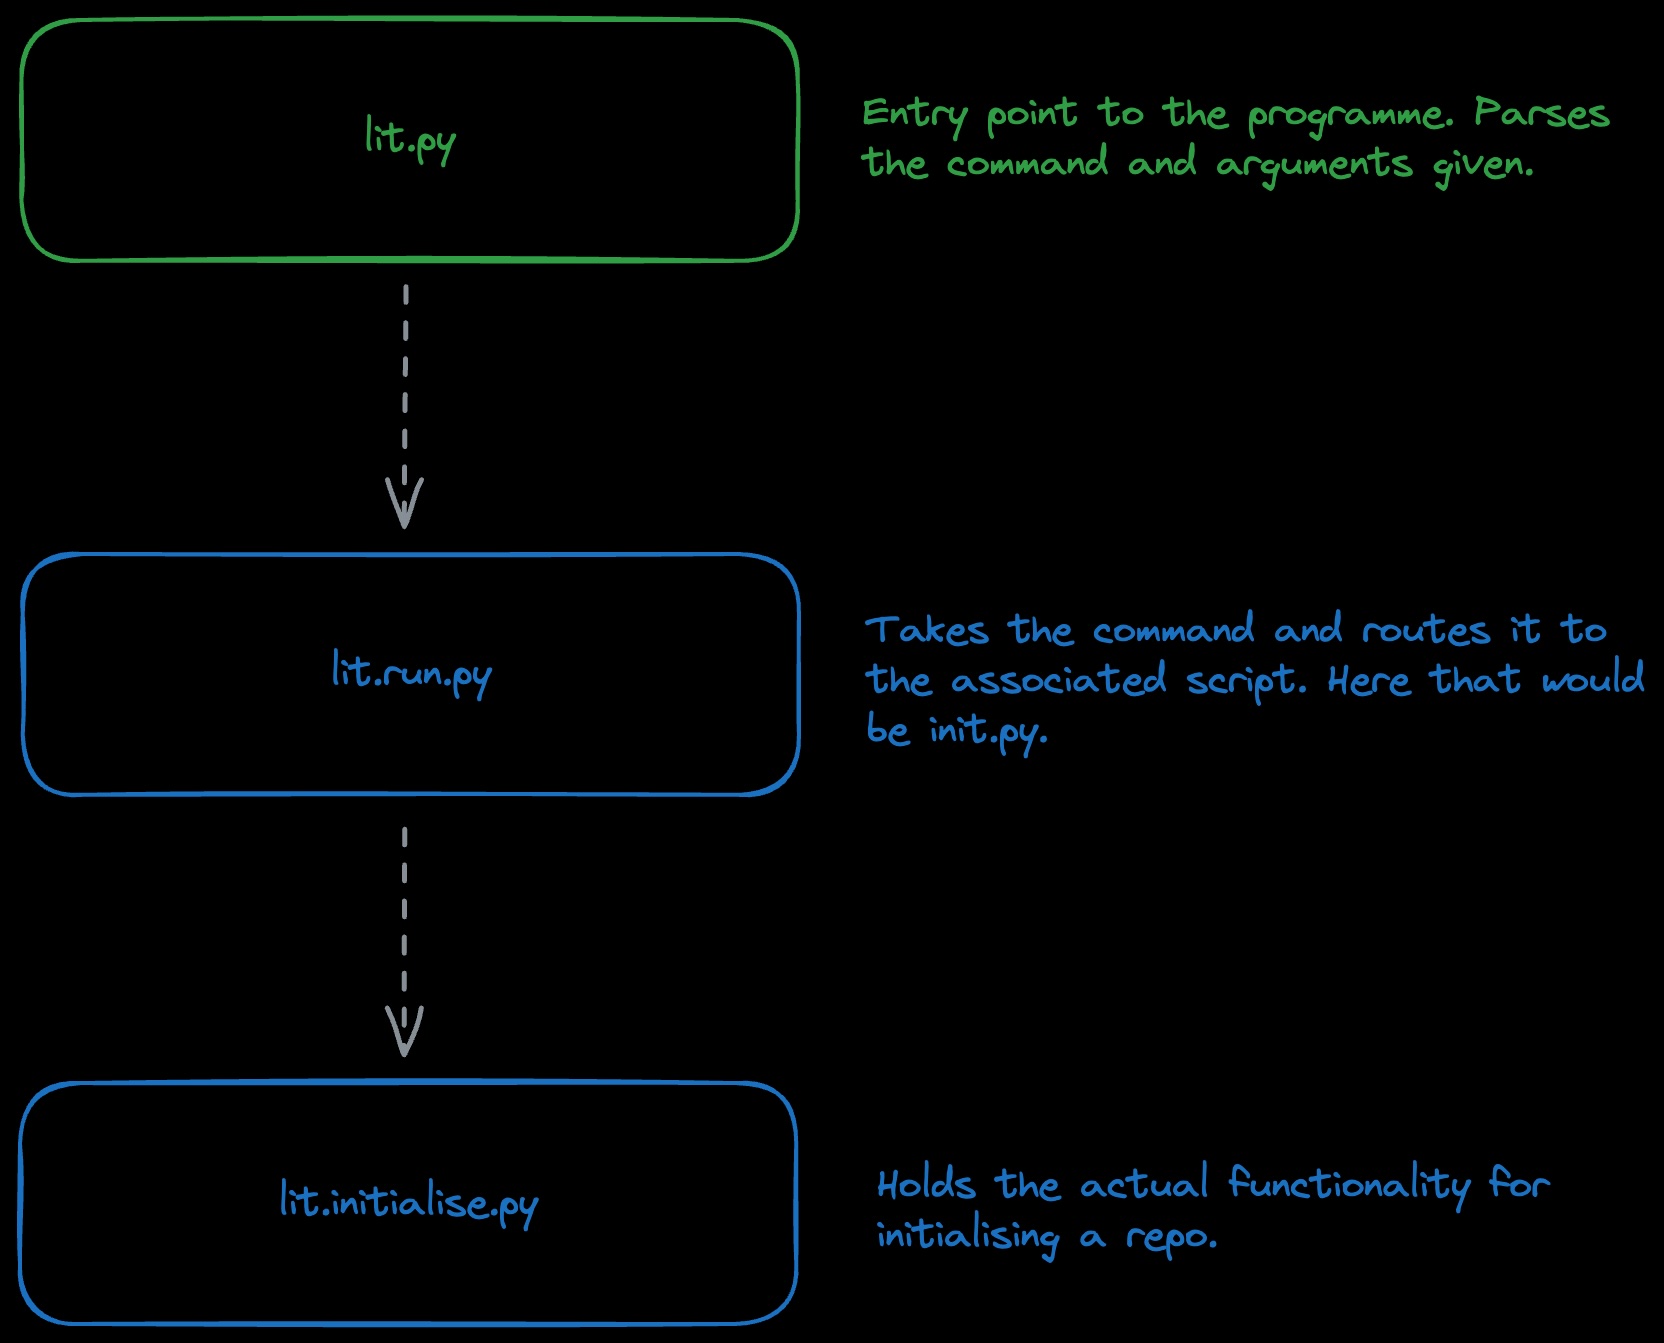 lit.py
Entry point to the programme. Parses
the command and arguments given.
lit.run.py
Takes the command and routes it to
the associated script. Here that would
be init.py.
lit.initialise.py
Holds the actual functionality for
initialising a repo.